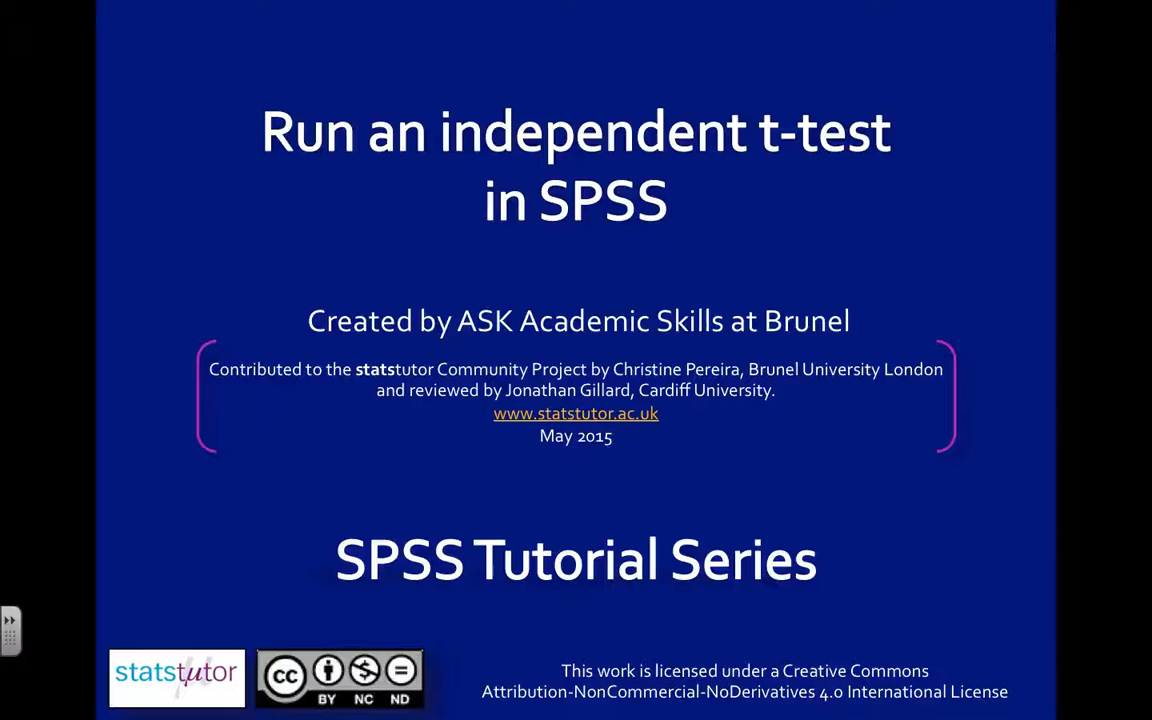 Run an independent t-test
in SPSS
Created by ASK Academic Skills at Brunel
Contributed to the statstutor Community Project by Christine Pereira, Brunel University London
and reviewed by Jonathan Gillard, Cardiff University.
www.statstutor.ac.uk
May 2015
SPSS Tutorial Series
statstutor
cc
BY NC ND
This work is licensed under a Creative Commons
Attribution-NonCommercial-NoDerivatives 4.0 International License